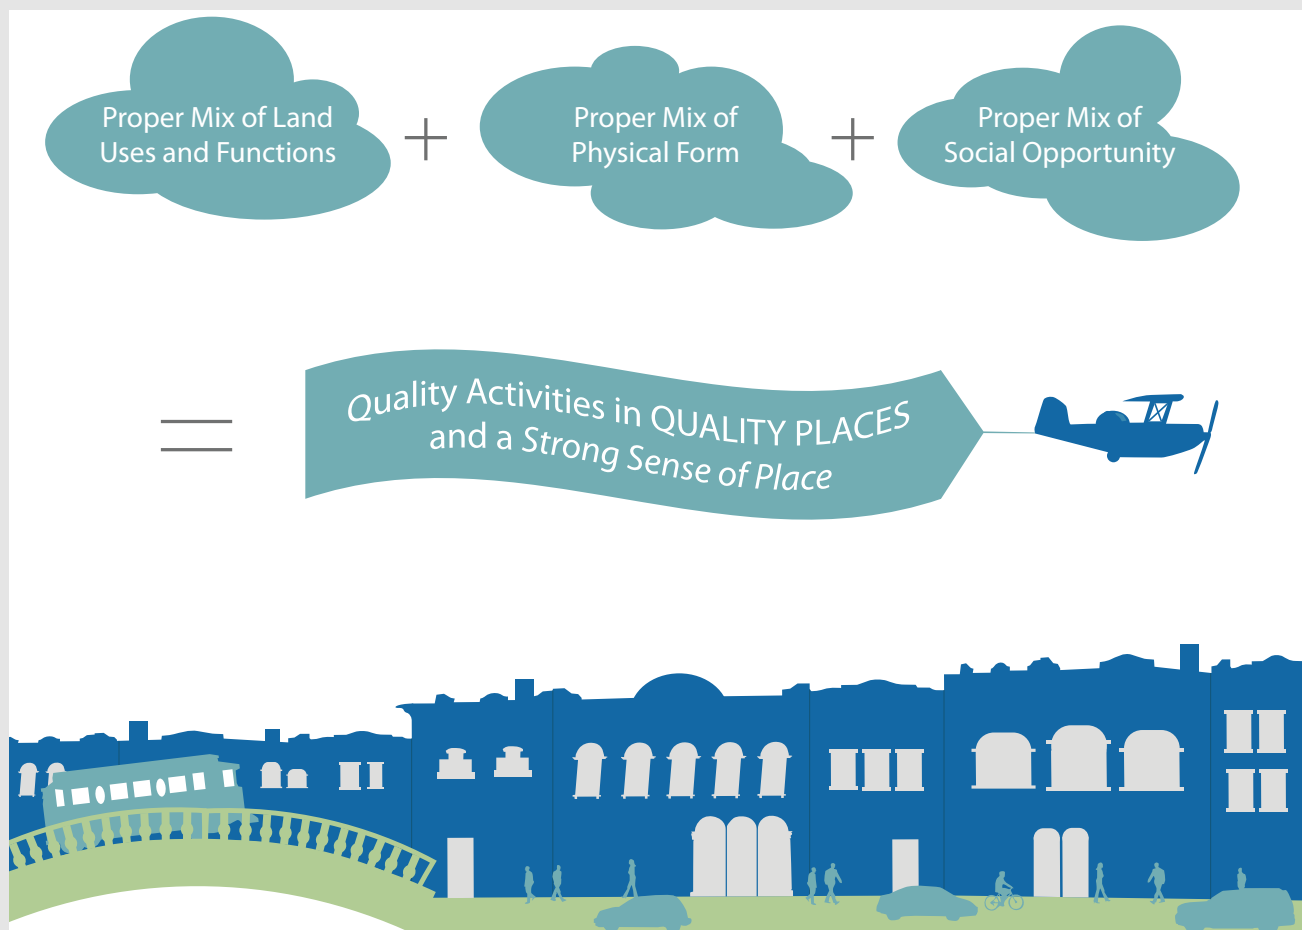 Proper Mix of Land
Uses and Functions
+
Proper Mix of
Physical Form
+
Proper Mix of
Social Opportunity
=
Quality Activities in QUALITY PLACES
and a Strong Sense of Place